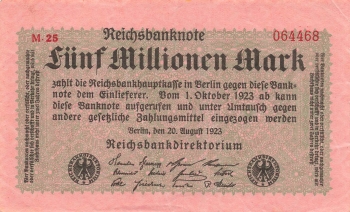 Reichsbanknote
M·25
064468
Fünf Millionen Mark
zahlt die Reichsbankhauptkasse in Berlin gegen diese Bank-
note dem Einlieferer. Vom 1. Oktober 1923 ab kann
diese Banknote aufgerufen und unter Umtausch gegen
andere gesetzliche Zahlungsmittel eingezogen werden
Berlin, den 20. August 1923
Reichsbankdirektorium